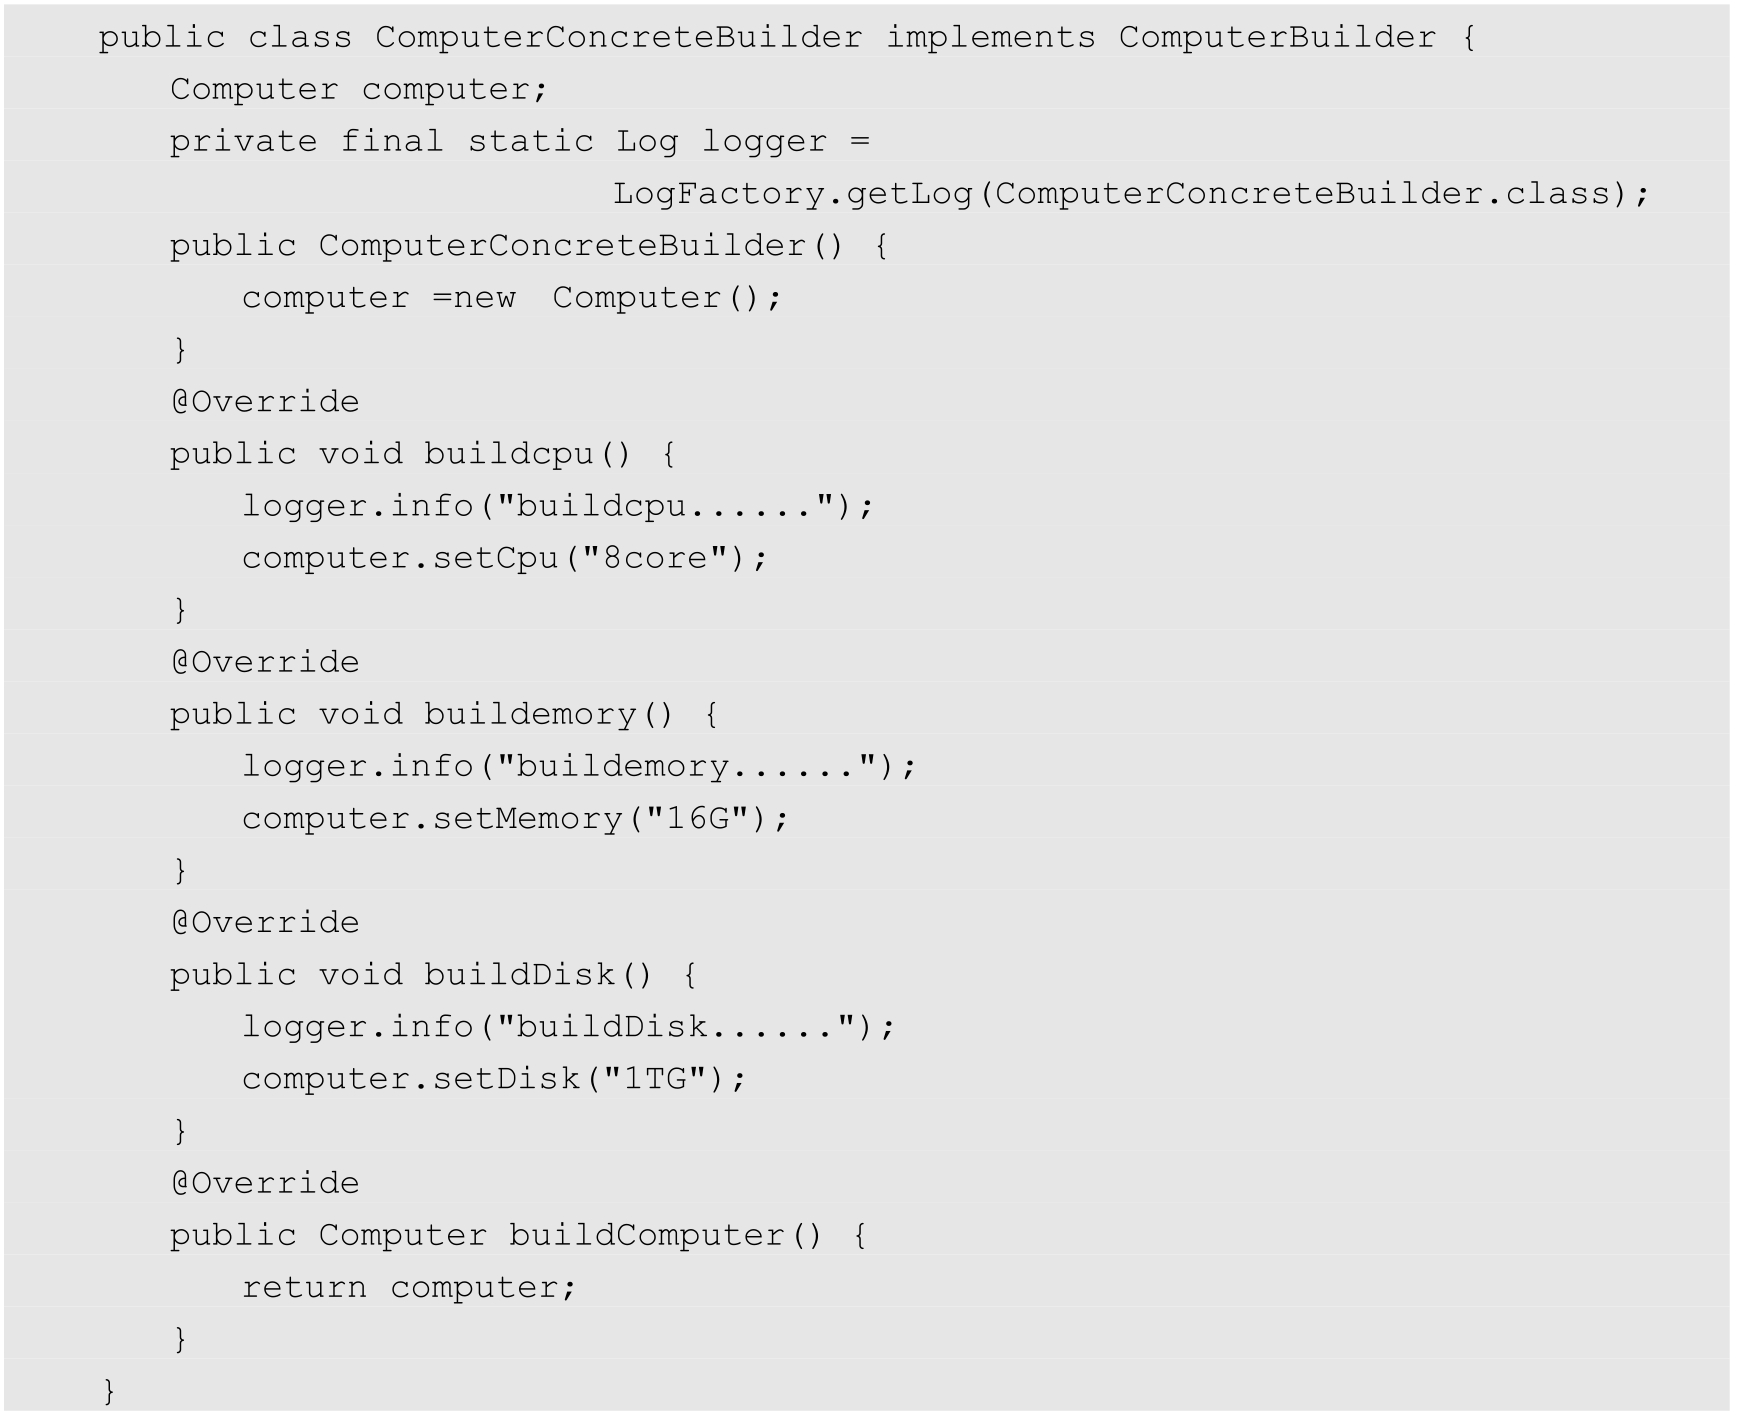 public class ComputerConcreteBuilder implements ComputerBuilder {
Computer computer;
private final static Log logger =
LogFactory.getLog(ComputerConcreteBuilder.class);
public ComputerConcreteBuilder() {
computer =new  Computer();
}
@Override
public void buildcpu() {
logger.info("buildcpu......");
computer.setCpu("8core");
}
@Override
public void buildemory() {
logger.info("buildemory......");
computer.setMemory("16G");
}
@Override
public void buildDisk() {
logger.info("buildDisk......");
computer.setDisk("1TG");
}
@Override
public Computer buildComputer() {
return computer;
}
}